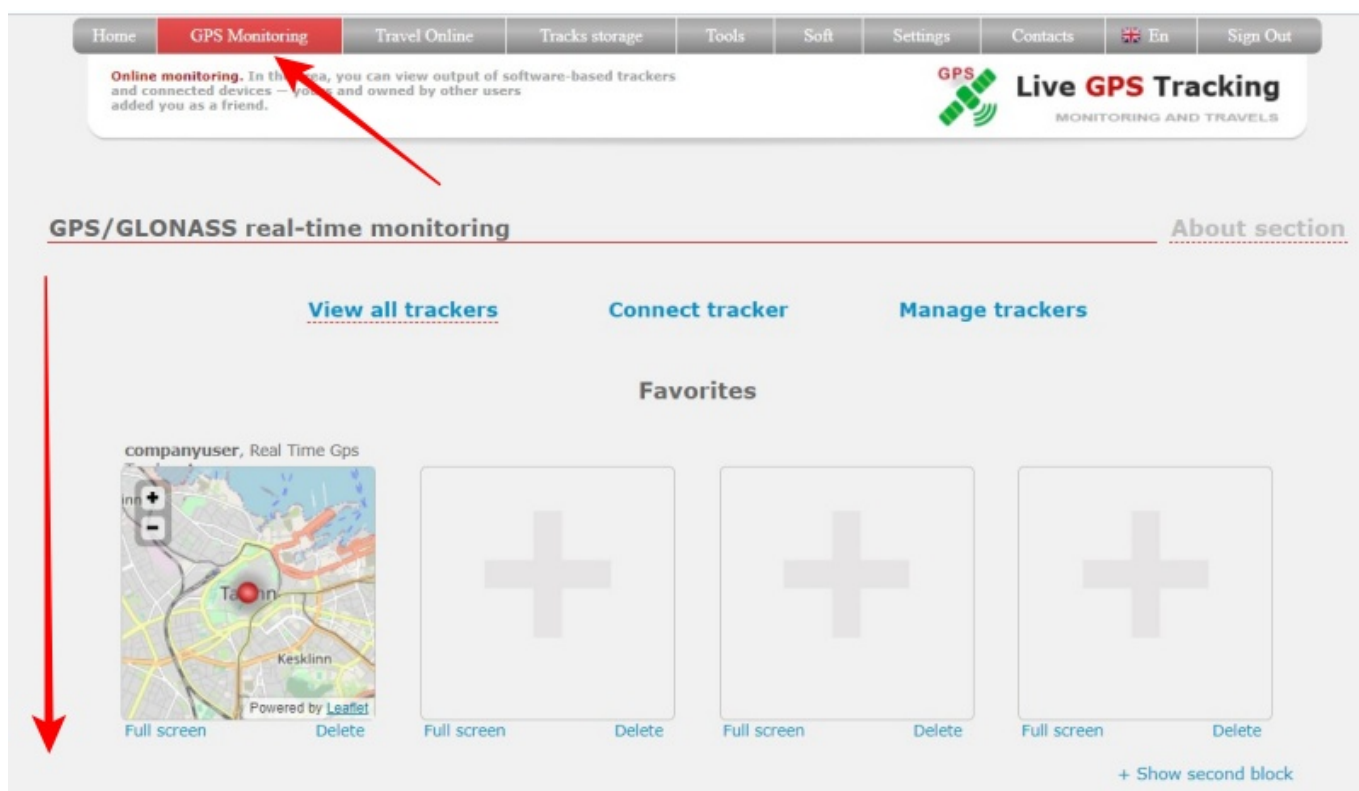 Home GPS Monitoring Travel Online Tracks storage Tools Soft Settings Contacts En Sign Out
Online monitoring. In the area, you can view output of software-based trackers
and connected devices — yours and owned by other users
added you as a friend.
GPS
Live GPS Tracking
MONITORING AND TRAVELS
GPS/GLONASS real-time monitoring
About section
View all trackers Connect tracker Manage trackers
Favorites
companyuser, Real Time Gps
inn
+
-
Kesklinn
Powered by Leaflet
Full screen Delete Full screen Delete Full screen Delete Full screen Delete
+ Show second block